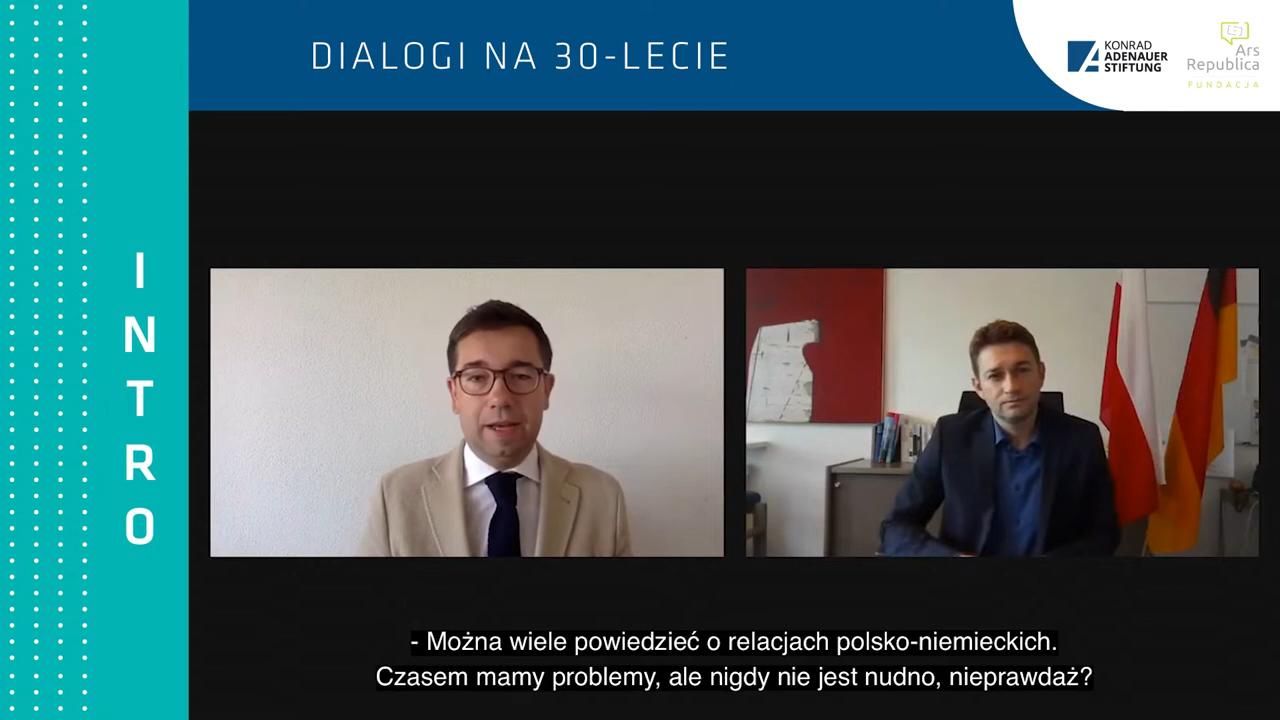 DIALOGI NA 30-LECIE
KONRAD
ADENAUER
STIFTUNG
Ars
Republica
FUNDACJA
INTRO
- Można wiele powiedzieć o relacjach polsko-niemieckich.
Czasem mamy problemy, ale nigdy nie jest nudno, nieprawdaż?